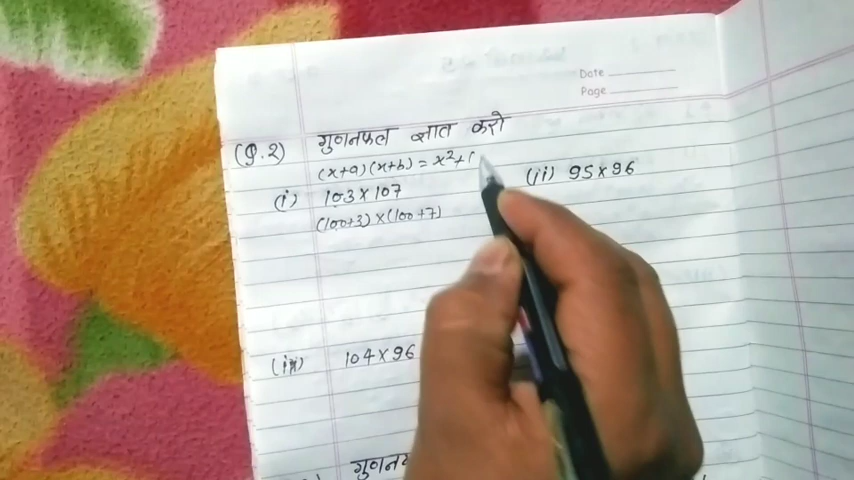 Date
Page
(Q.2) गुणनफल ज्ञात करो
(x+a)(x+b) = x²+(
(i) 103×107 (ii) 95×96
(100+3)×(100+7)
(iii) 104×96